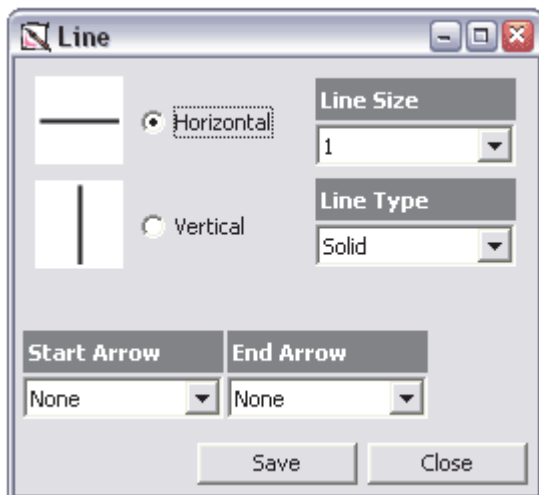 Line
Horizontal
Line Size
1
Vertical
Line Type
Solid
Start Arrow
End Arrow
None
None
Save
Close